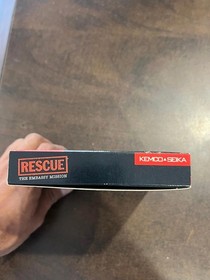 RESCUE
THE EMBASSY MISSION
KEMCO★SEIKA